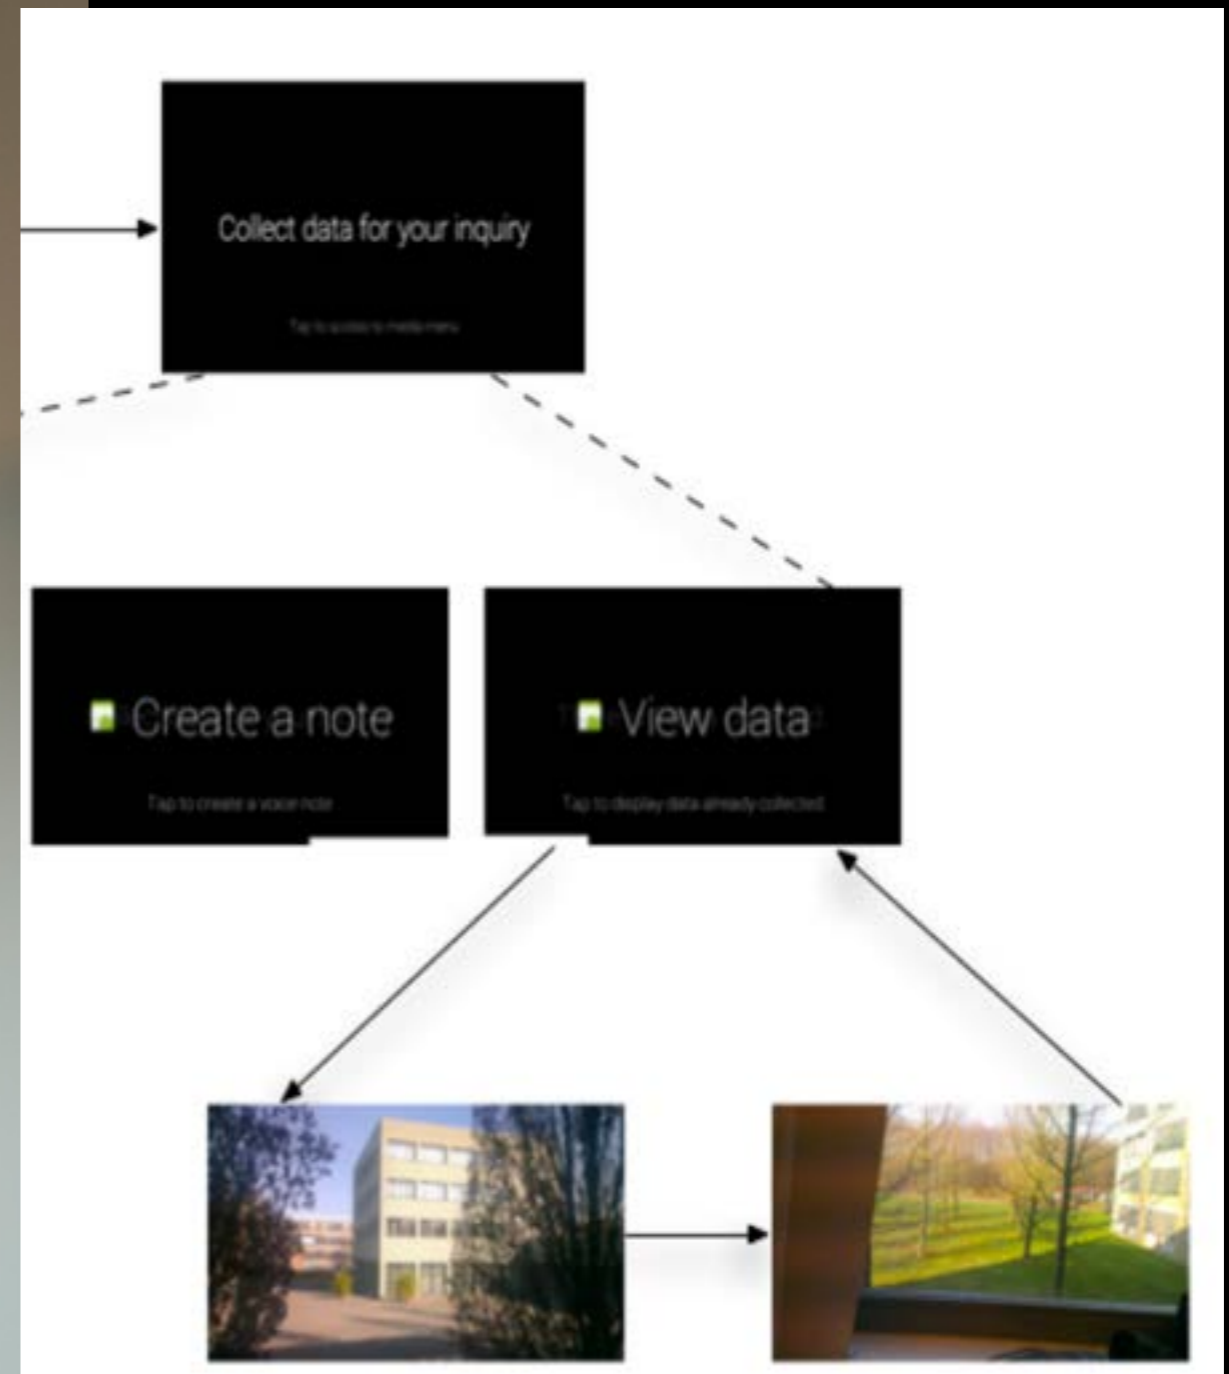 Collect data for your inquiry
Tap to access to media menu
Create a note
Tap to create a voice note
View data
Tap to display data already collected